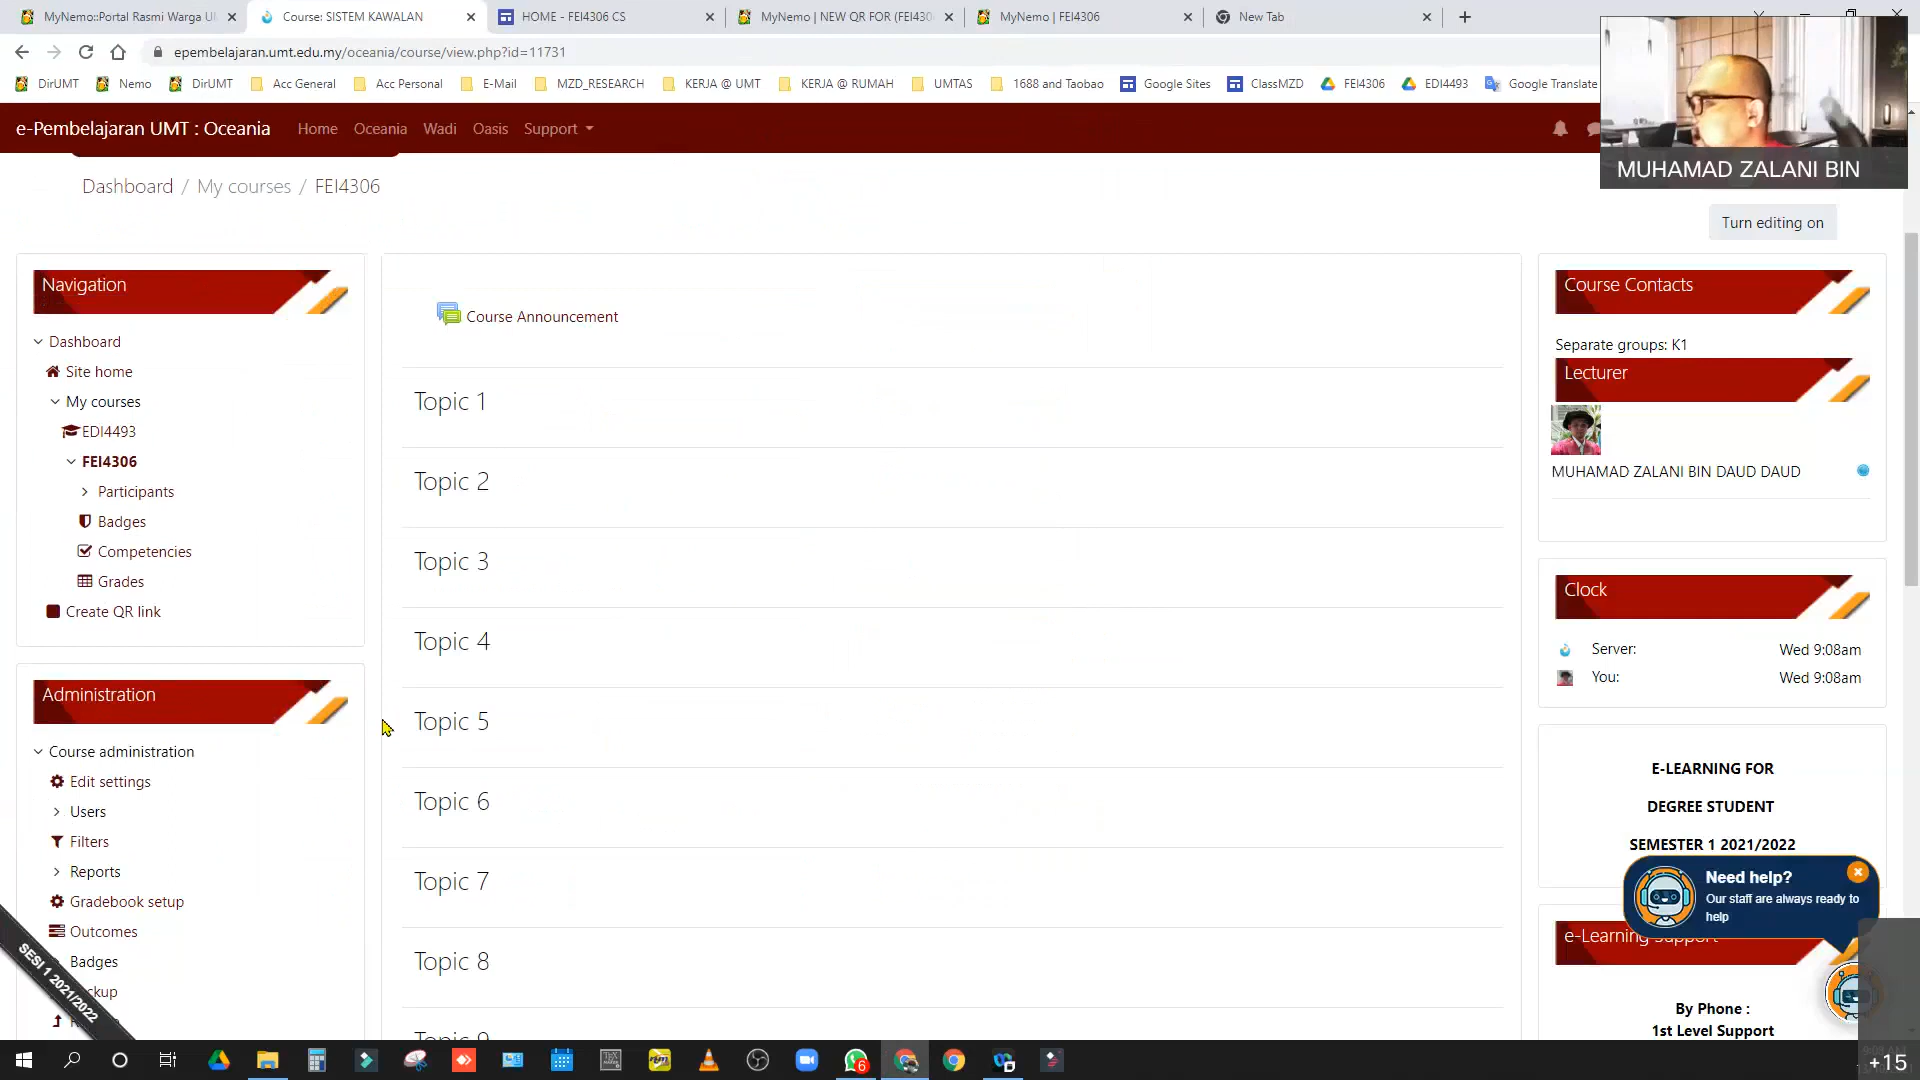 MyNemo::Portal Rasmi Warga U
Course: SISTEM KAWALAN
HOME - FEI4306 CS
MyNemo | NEW QR FOR (FEI430
MyNemo | FEI4306
New Tab
epembelajaran.umt.edu.my/oceania/course/view.php?id=11731
DirUMT
Nemo
DirUMT
Acc General
Acc Personal
E-Mail
MZD_RESEARCH
KERJA @ UMT
KERJA @ RUMAH
UMTAS
1688 and Taobao
Google Sites
ClassMZD
FEI4306
EDI4493
Google Translate
e-Pembelajaran UMT : Oceania
Home
Oceania
Wadi
Oasis
Support
MUHAMAD ZALANI BIN
Dashboard / My courses / FEI4306
Turn editing on
Navigation
Dashboard
Site home
My courses
EDI4493
FEI4306
Participants
Badges
Competencies
Grades
Create QR link
Administration
Course administration
Edit settings
Users
Filters
Reports
Gradebook setup
Outcomes
Badges
SESI 1 2021/2022
Course Announcement
Topic 1
Topic 2
Topic 3
Topic 4
Topic 5
Topic 6
Topic 7
Topic 8
Topic 9
Course Contacts
Separate groups: K1
Lecturer
MUHAMAD ZALANI BIN DAUD DAUD
Clock
Server: Wed 9:08am
You: Wed 9:08am
E-LEARNING FOR
DEGREE STUDENT
SEMESTER 1 2021/2022
Need help?
Our staff are always ready to
help
e-Learning Support
By Phone :
1st Level Support
6
+15